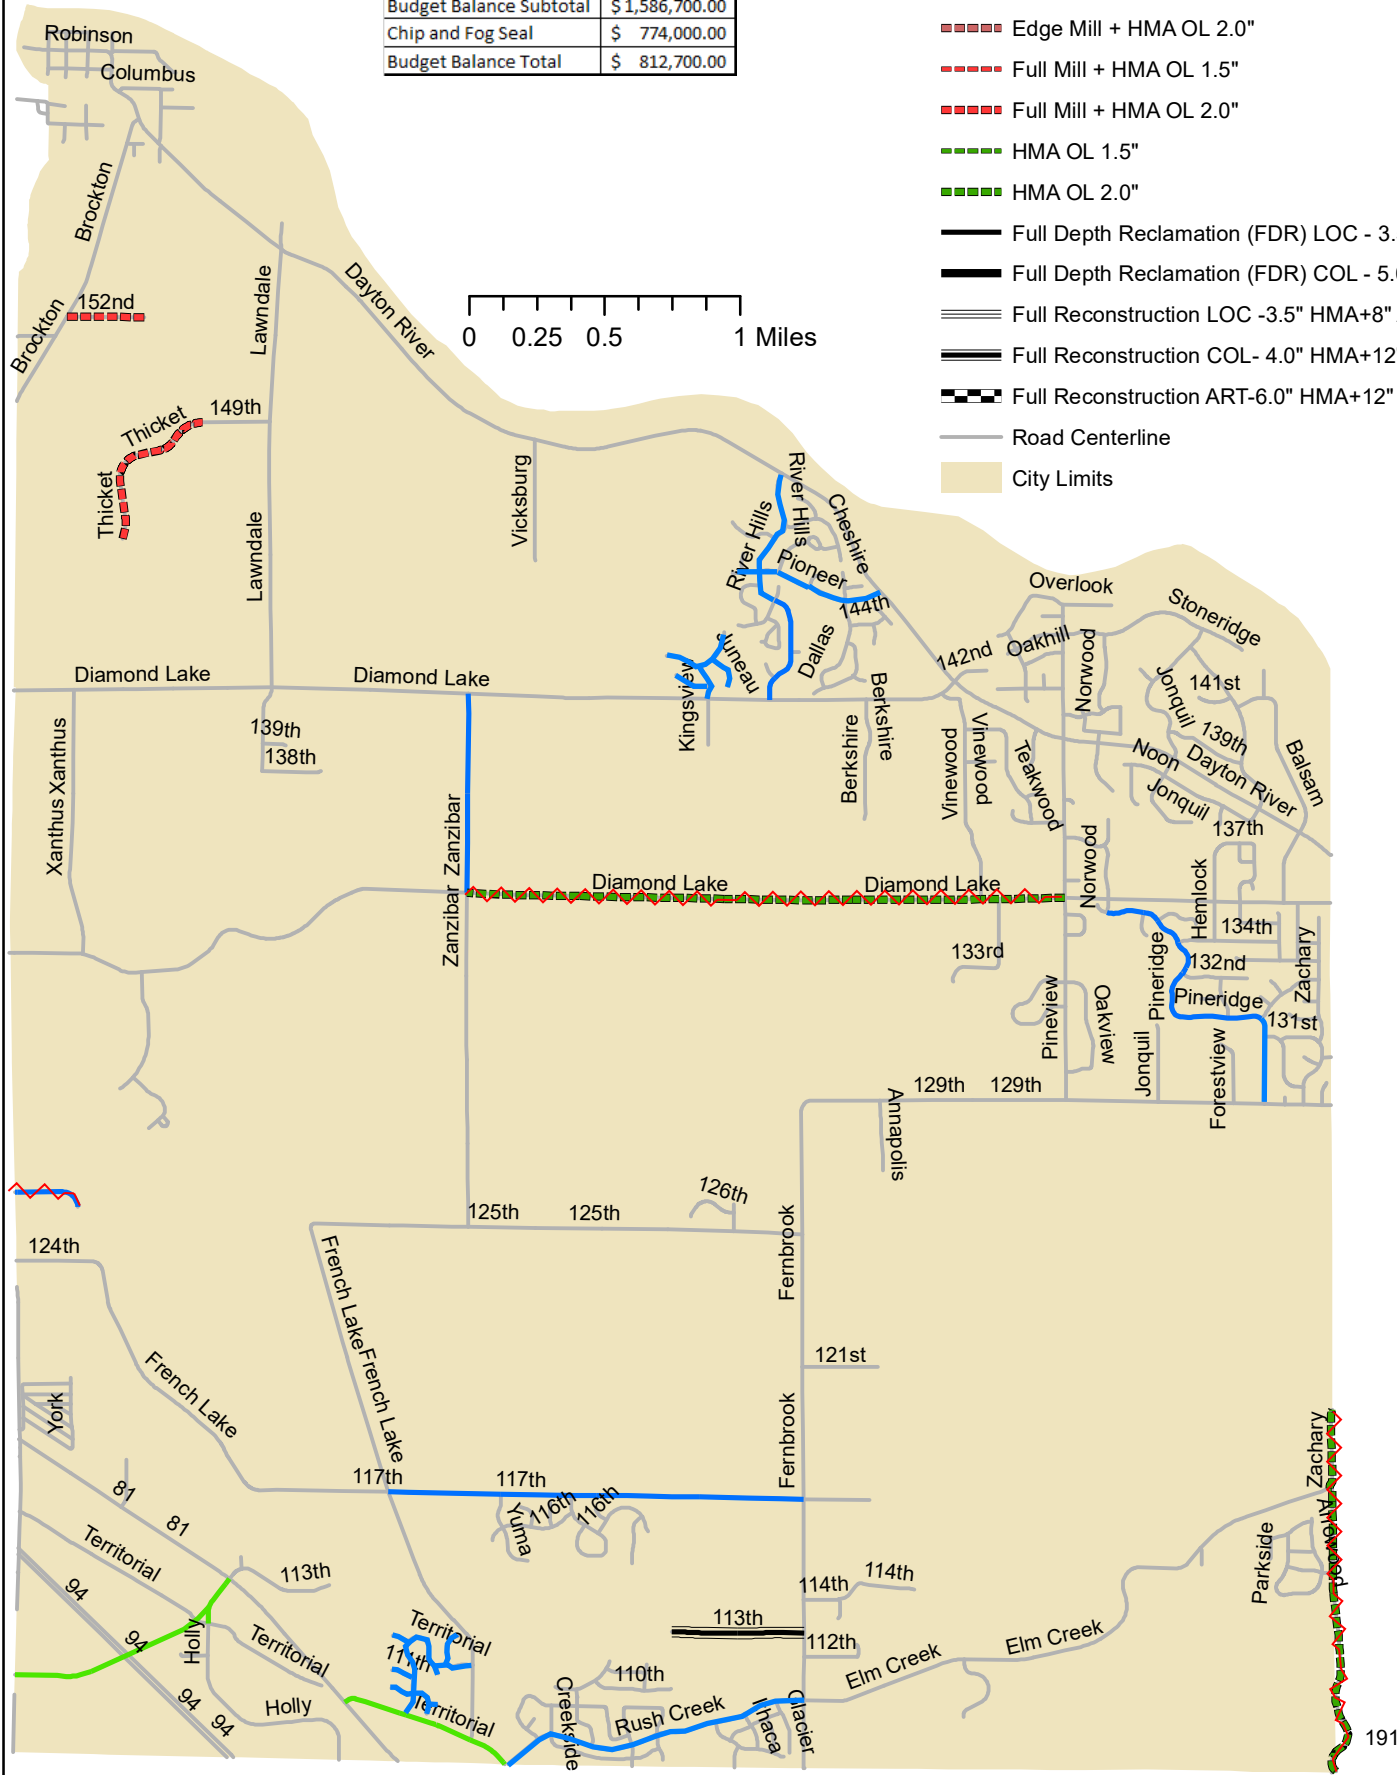 Budget Balance Subtotal $ 1,586,700.00
Chip and Fog Seal $ 774,000.00
Budget Balance Total $ 812,700.00
Edge Mill + HMA OL 2.0"
Full Mill + HMA OL 1.5"
Full Mill + HMA OL 2.0"
HMA OL 1.5"
HMA OL 2.0"
Full Depth Reclamation (FDR) LOC - 3.
Full Depth Reclamation (FDR) COL - 5.
Full Reconstruction LOC -3.5" HMA+8"
Full Reconstruction COL- 4.0" HMA+12
Full Reconstruction ART-6.0" HMA+12"
Road Centerline
City Limits
0 0.25 0.5 1 Miles
Robinson
Columbus
Brockton
Brockton
152nd
Lawndale
Dayton River
Thicket
149th
Thicket
Lawndale
Vicksburg
River Hills
River Hills
Cheshire
Pioneer
144th
Overlook
Stoneridge
Juneau
Dallas
142nd
Oakhill
Norwood
Diamond Lake
Diamond Lake
Kingsview
Berkshire
Berkshire
Jonquil
141st
139th
Xanthus
Xanthus
139th
138th
Vinewood
Vinewood
Teakwood
Noon
Dayton River
Balsam
Jonquil
137th
Zanzibar
Zanzibar
Diamond Lake
Diamond Lake
Norwood
Hemlock
134th
133rd
Pineridge
132nd
Zachary
Pineview
Oakview
Pineridge
131st
Jonquil
Forestview
129th
129th
Annapolis
126th
125th
125th
124th
Fernbrook
French Lake
French Lake
121st
French Lake
York
Fernbrook
Zachary
117th
117th
81
Yuma
116th
116th
Arrowood
81
Territorial
Parkside
94
113th
114th
114th
113th
Holly
94
Territorial
Territorial
112th
111th
Elm Creek
Elm Creek
110th
94
94
Holly
Territorial
Creekside
Rush Creek
Ithaca
Glacier
191